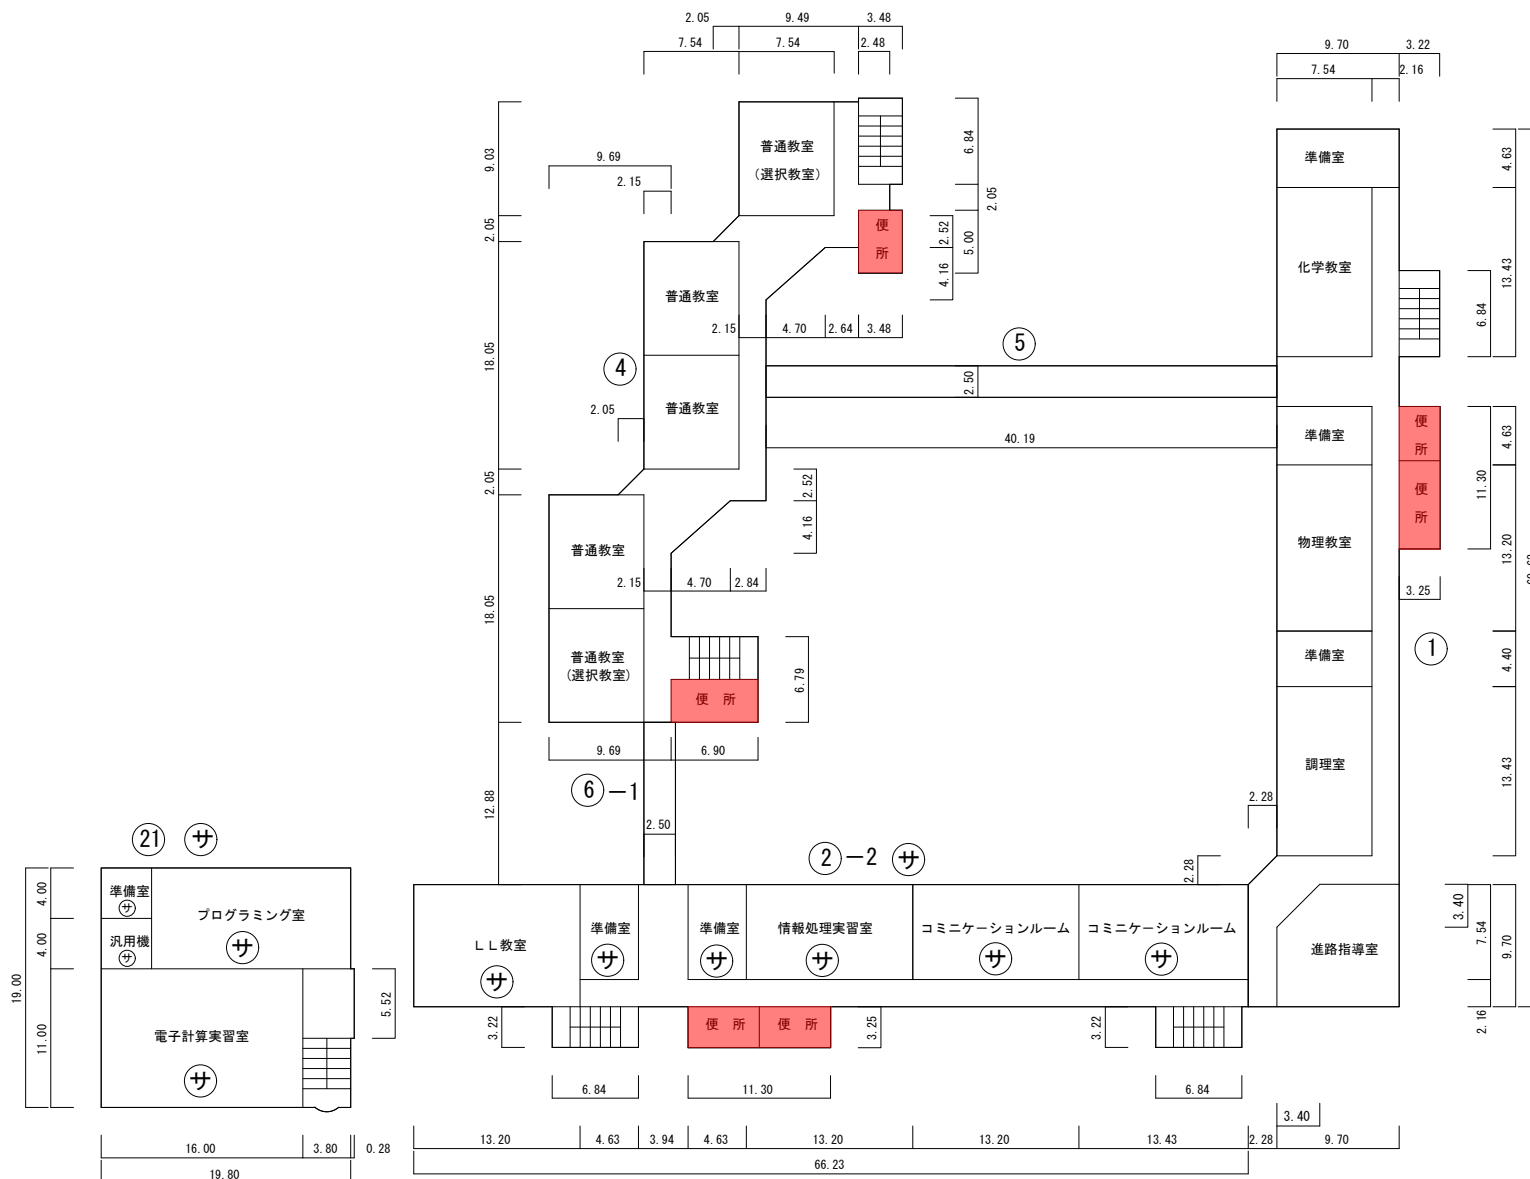 2.05 9.49 3.48
7.54 7.54 2.48
9.70 3.22
7.54 2.16
9.03
9.69
2.15
普通教室
(選択教室)
6.84
2.05
便
所
2.52
5.00
4.16
2.05
準備室
4.63
化学教室
13.43
6.84
普通教室
2.15 4.70 2.64 3.48
④
⑤
18.05
2.50
普通教室
2.05
40.19
準備室
便
所
4.63
便
所
11.30
2.05
2.52
4.16
物理教室
13.20
普通教室
2.15 4.70 2.84
3.25
18.05
①
普通教室
(選択教室)
便 所
6.79
準備室
4.40
9.69 6.90
⑥－1
調理室
13.43
12.88
2.50
2.28
㉑ サ
②－2 サ
2.28
19.00
4.00
4.00
11.00
準備室
サ
汎用機
サ
プログラミング室
サ
電子計算実習室
サ
5.52
ＬＬ教室
サ
準備室
サ
準備室
サ
情報処理実習室
サ
コミニケーションルーム
サ
コミニケーションルーム
サ
進路指導室
3.40
7.54
9.70
2.16
3.22
便 所 便 所
3.25
3.22
6.84 11.30 6.84
3.40
16.00 3.80 0.28
19.80
13.20 4.63 3.94 4.63 13.20 13.20 13.43 2.28 9.70
66.23